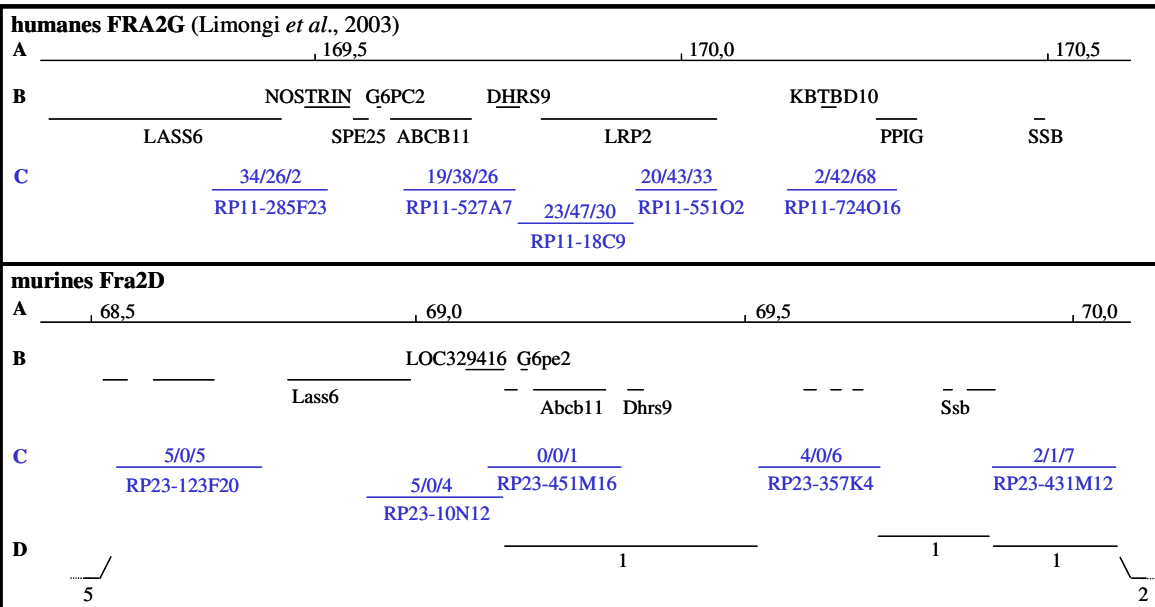 humanes FRA2G (Limongi et al., 2003)
A 169,5 170,0 170,5
B NOSTRIN G6PC2 DHRS9 KBTBD10
LASS6 SPE25 ABCB11 LRP2 PPIG SSB
C 34/26/2 19/38/26 20/43/33 2/42/68
RP11-285F23 RP11-527A7 RP11-551O2 RP11-724O16
23/47/30
RP11-18C9
murines Fra2D
A 68,5 69,0 69,5 70,0
B LOC329416 G6pe2
Lass6 Abcb11 Dhrs9 Ssb
C 5/0/5 0/0/1 4/0/6 2/1/7
RP23-123F20 RP23-451M16 RP23-357K4 RP23-431M12
5/0/4
RP23-10N12
D 1 1 1
5 2